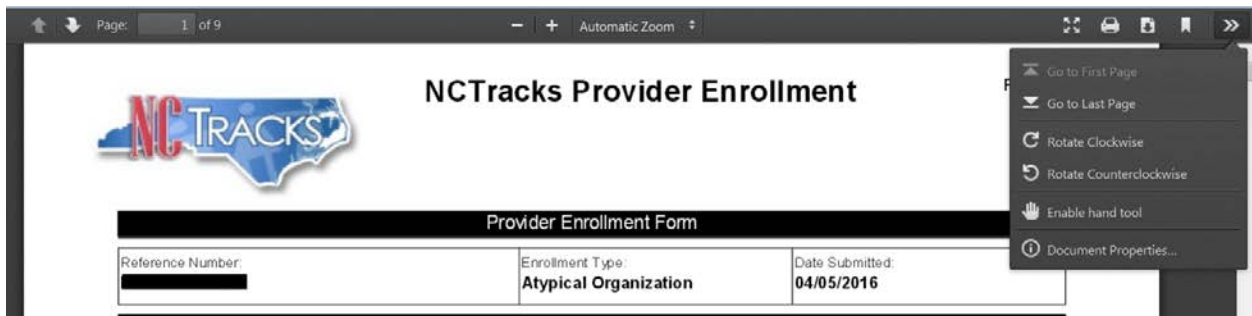 Page: 1 of 9 Automatic Zoom
NCTracks Provider Enrollment
NCTRACKS
Go to First Page
Go to Last Page
Rotate Clockwise
Rotate Counterclockwise
Enable hand tool
Document Properties...
Provider Enrollment Form
Reference Number:
Enrollment Type:
Atypical Organization
Date Submitted:
04/05/2016